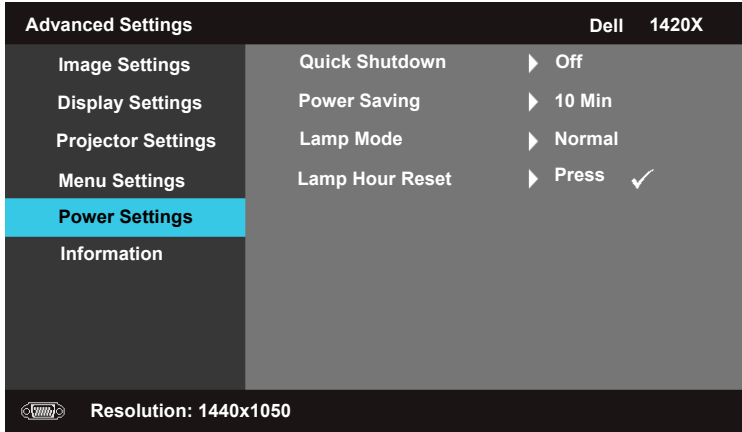 Advanced Settings Dell 1420X
Image Settings Quick Shutdown Off
Display Settings Power Saving 10 Min
Projector Settings Lamp Mode Normal
Menu Settings Lamp Hour Reset Press
Power Settings
Information
Resolution: 1440x1050